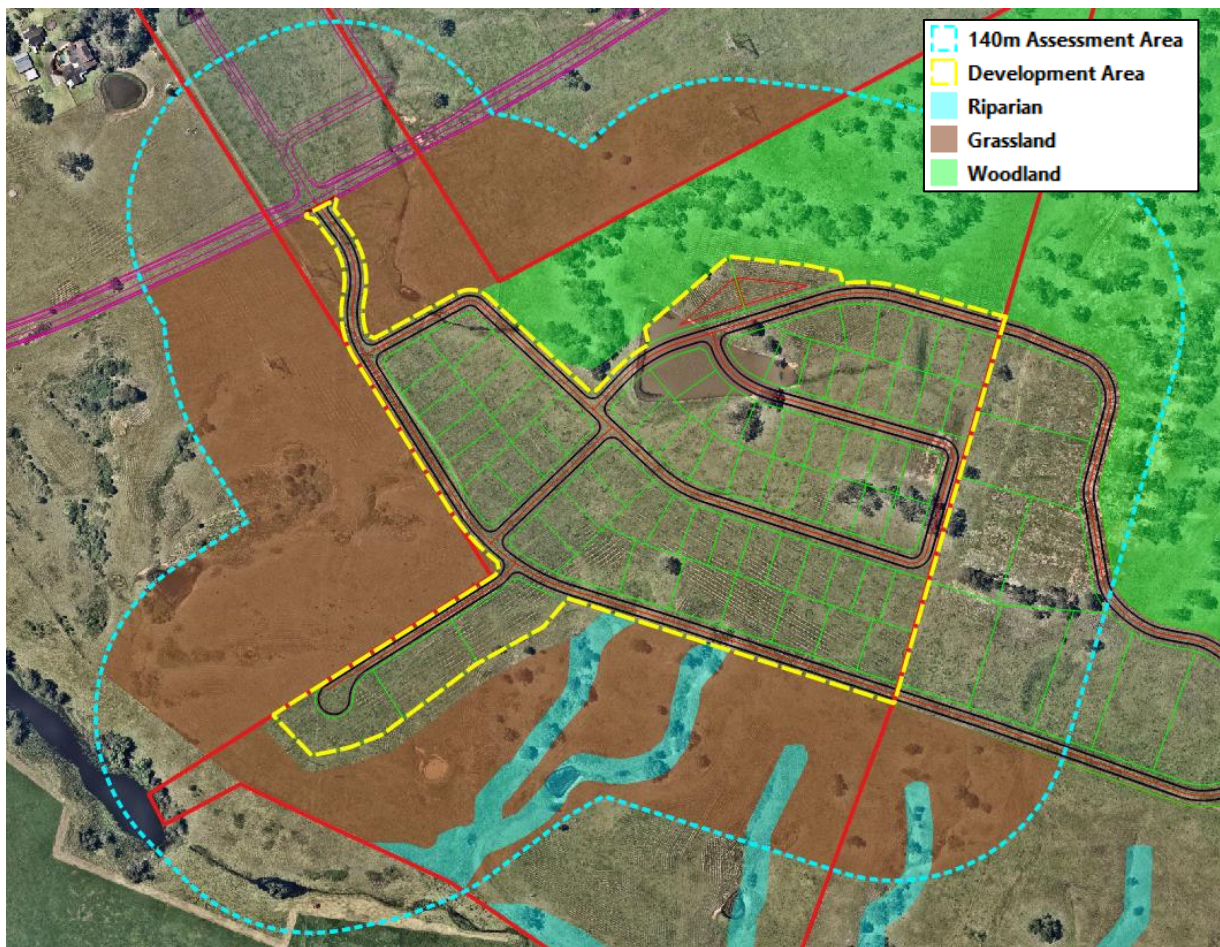 140m Assessment Area
Development Area
Riparian
Grassland
Woodland